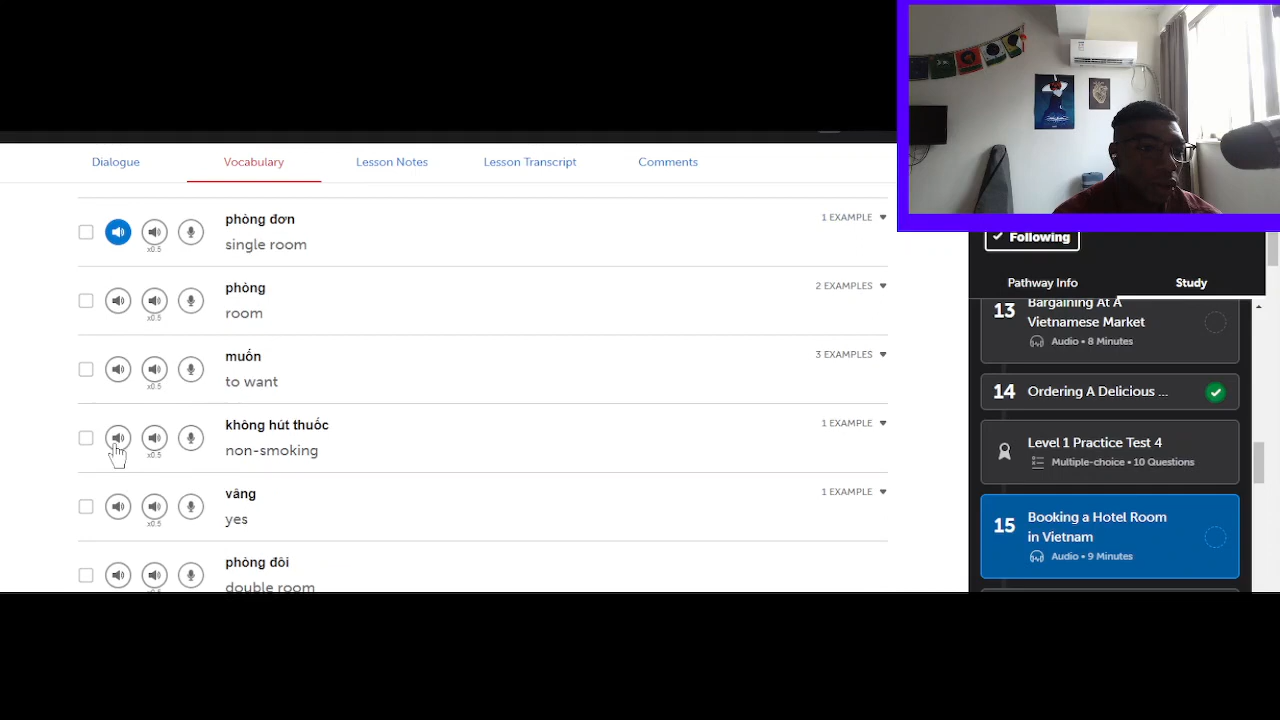 Dialogue
Vocabulary
Lesson Notes
Lesson Transcript
Comments
phòng đơn
single room
1 EXAMPLE
x0.5
phòng
room
2 EXAMPLES
x0.5
muốn
to want
3 EXAMPLES
x0.5
không hút thuốc
non-smoking
1 EXAMPLE
x0.5
vâng
yes
1 EXAMPLE
x0.5
phòng đôi
double room
Following
Pathway Info
Study
13
Bargaining At A
Vietnamese Market
Audio • 8 Minutes
14
Ordering A Delicious ...
Level 1 Practice Test 4
Multiple-choice • 10 Questions
15
Booking a Hotel Room
in Vietnam
Audio • 9 Minutes